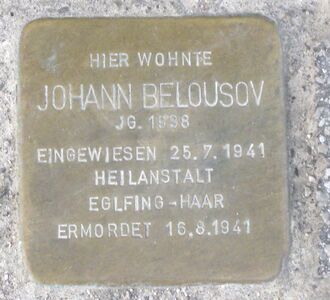 HIER WOHNTE
JOHANN BELOUSOV
JG. 1938
EINGEWIESEN 25.7.1941
HEILANSTALT
EGLFING-HAAR
ERMORDET 16.8.1941